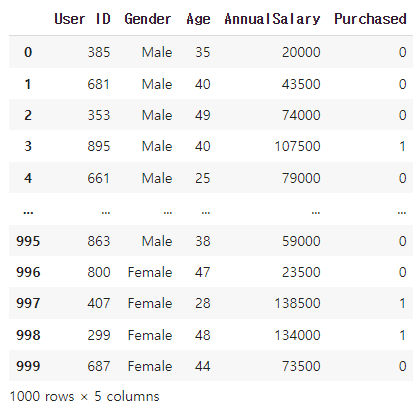 User ID Gender Age AnnualSalary Purchased
0 385 Male 35 20000 0
1 681 Male 40 43500 0
2 353 Male 49 74000 0
3 895 Male 40 107500 1
4 661 Male 25 79000 0
... ... ... ... ... ...
995 863 Male 38 59000 0
996 800 Female 47 23500 0
997 407 Female 28 138500 1
998 299 Female 48 134000 1
999 687 Female 44 73500 0
1000 rows × 5 columns